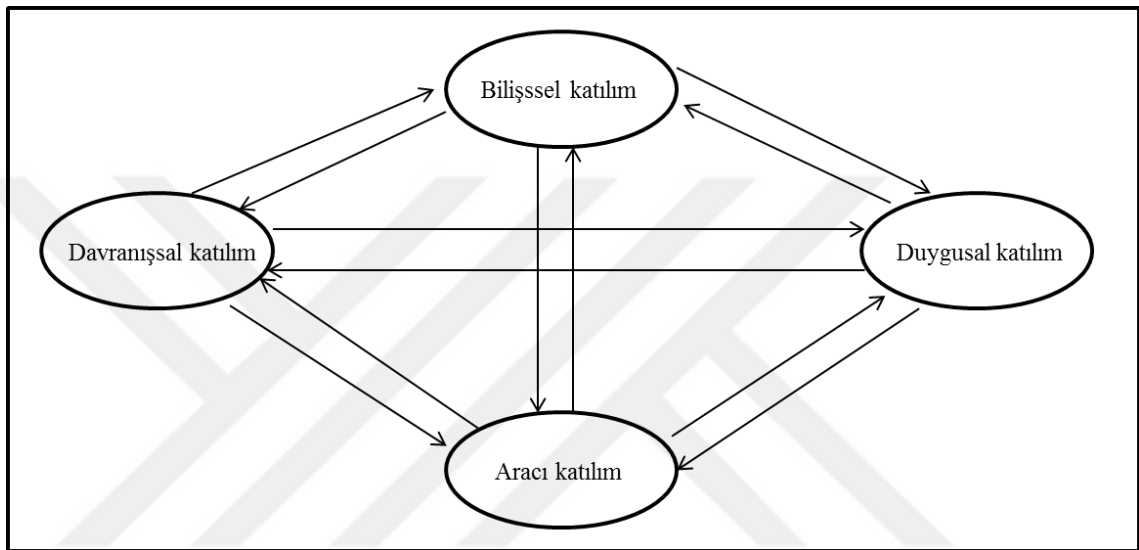 Bilişssel katılım
Davranışsal katılım
Duygusal katılım
Aracı katılım